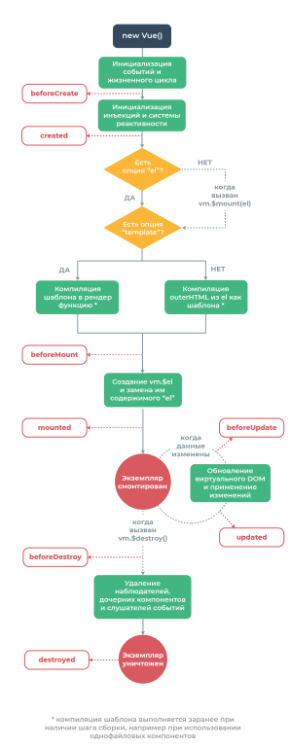 new Vue()
Инициализация
событий и
жизненного цикла
beforeCreate
Инициализация
инъекций и системы
реактивности
created
Есть
опция "el"?
НЕТ
когда
вызван
vm.$mount(el)
ДА
Есть опция
"template"?
ДА
НЕТ
Компиляция
шаблона в рендер
функцию *
Компиляция
outerHTML из el как
шаблона *
beforeMount
Создание vm.$el
и замена им
содержимого "el"
mounted
beforeUpdate
когда
данные
изменены
Экземпляр
смонтирован
Обновление
виртуального DOM
и применение
изменений
когда
вызван
vm.$destroy()
updated
beforeDestroy
Удаление
наблюдателей,
дочерних компонентов
и слушателей событий
destroyed
Экземпляр
уничтожен
* компиляция шаблона выполняется заранее при
наличии шага сборки, например при использовании
однофайловых компонентов